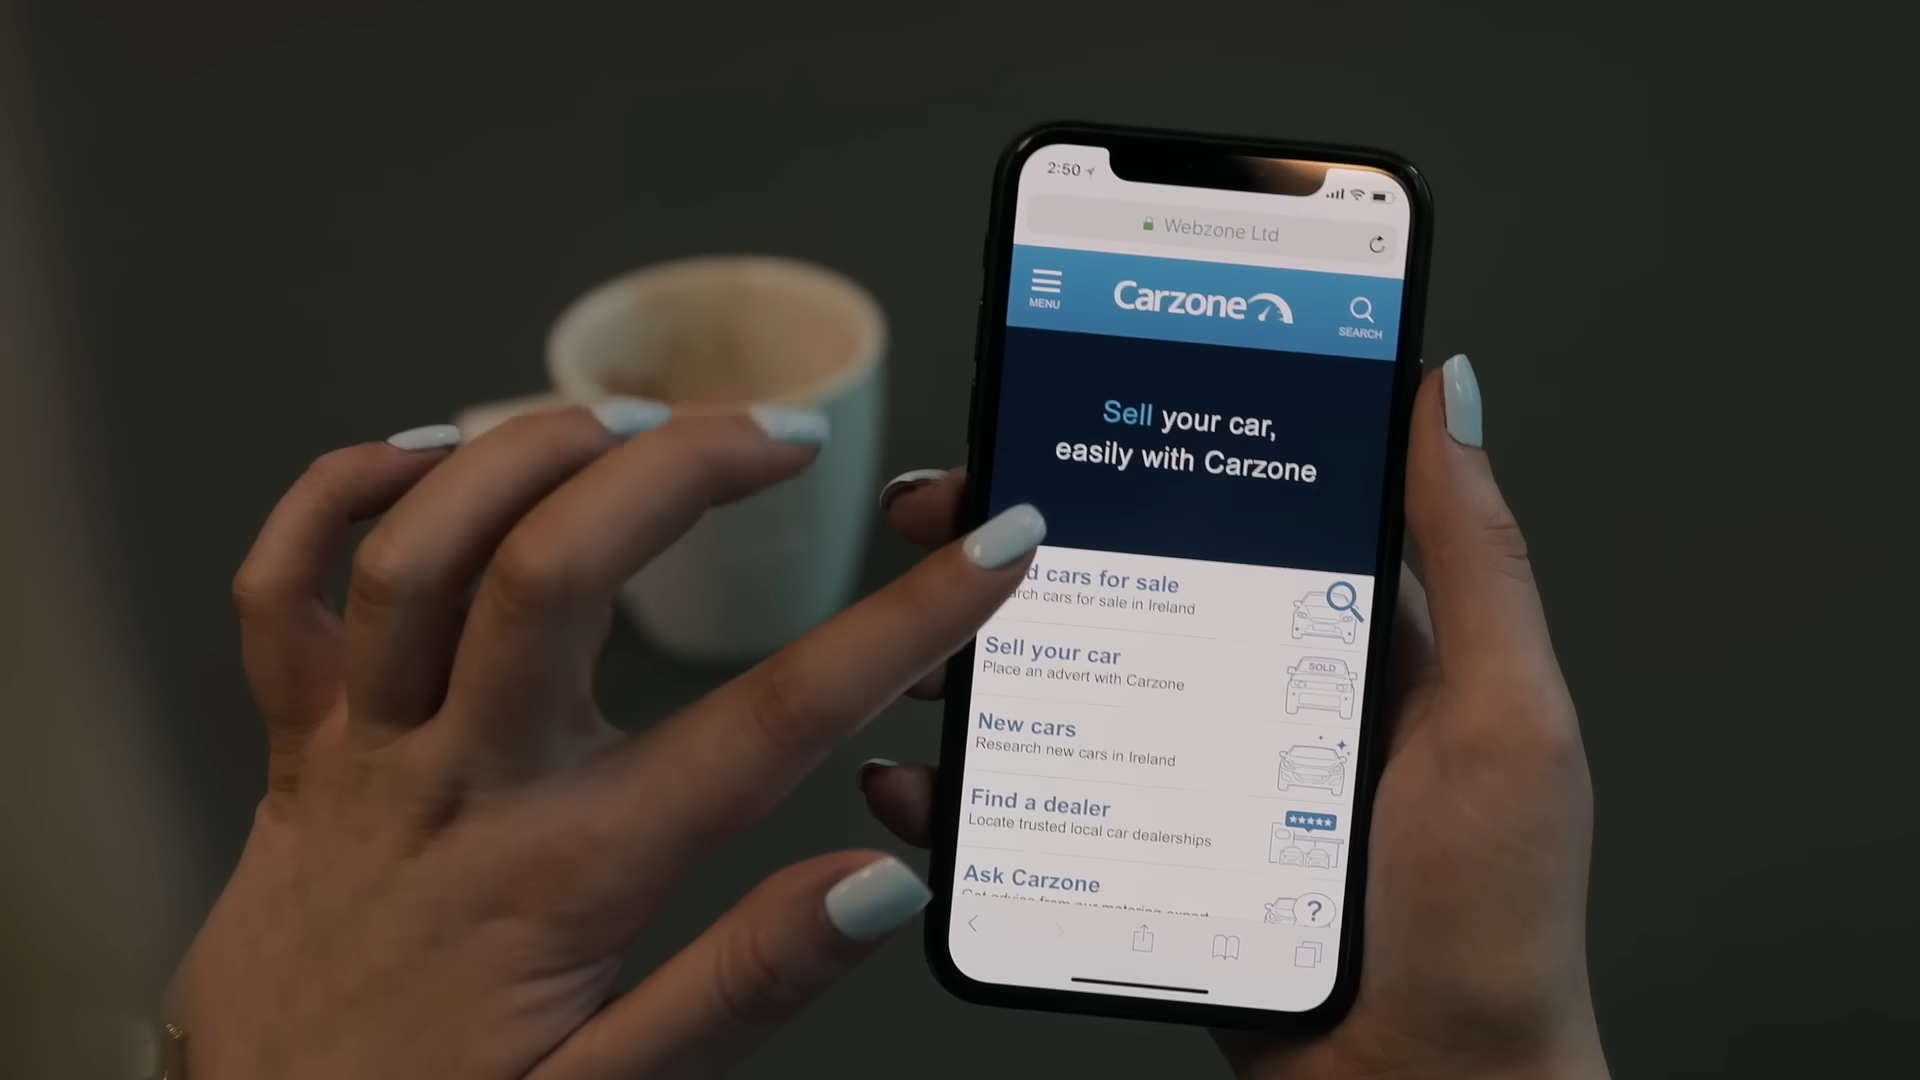 2:50
Webzone Ltd
MENU
Carzone
SEARCH
Sell your car,
easily with Carzone
cars for sale
cars for sale in Ireland
Sell your car
Place an advert with Carzone
SOLD
New cars
Research new cars in Ireland
Find a dealer
Locate trusted local car dealerships
Ask Carzone
?